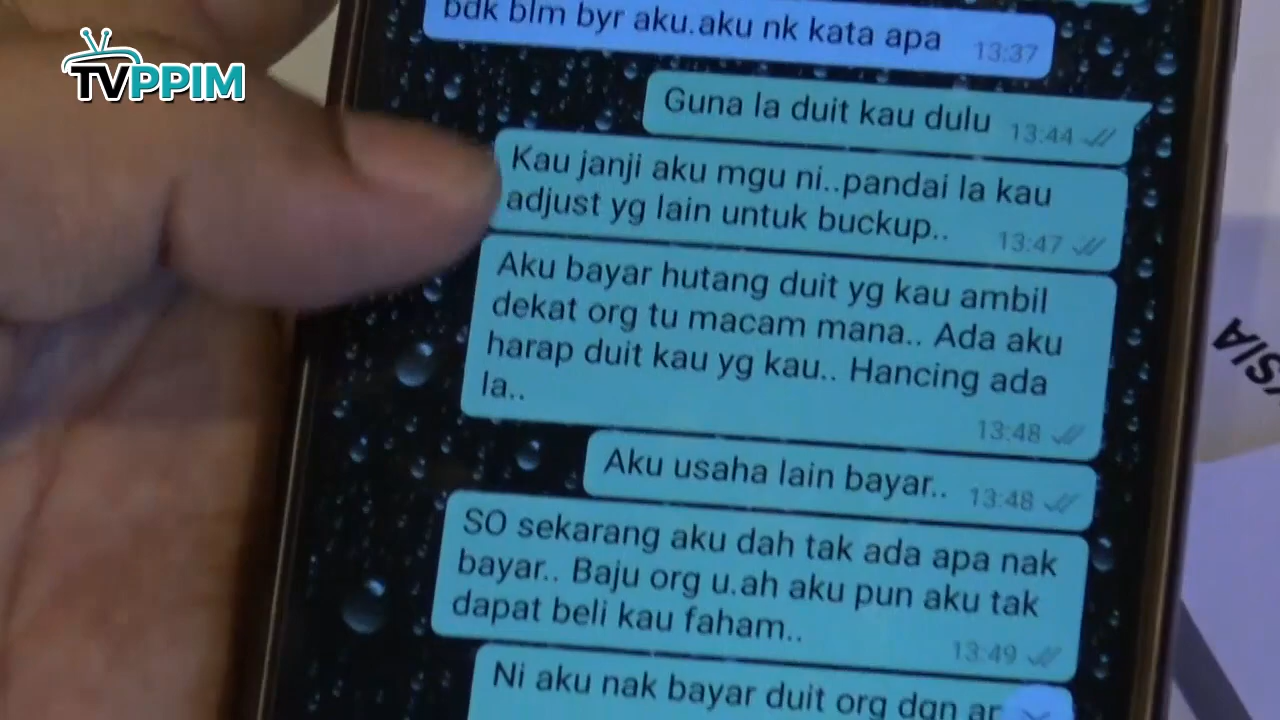 TVPPIM
bdk blm byr aku.aku nk kata apa
13:37
Guna la duit kau dulu
13:44
Kau janji aku mgu ni..pandai la kau
adjust yg lain untuk buckup..
13:47
Aku bayar hutang duit yg kau ambil
dekat org tu macam mana.. Ada aku
harap duit kau yg kau.. Hancing ada
la..
13:48
Aku usaha lain bayar..
13:48
SO sekarang aku dah tak ada apa nak
bayar.. Baju org u.ah aku pun aku tak
dapat beli kau faham..
13:49
Ni aku nak bayar duit org dgn